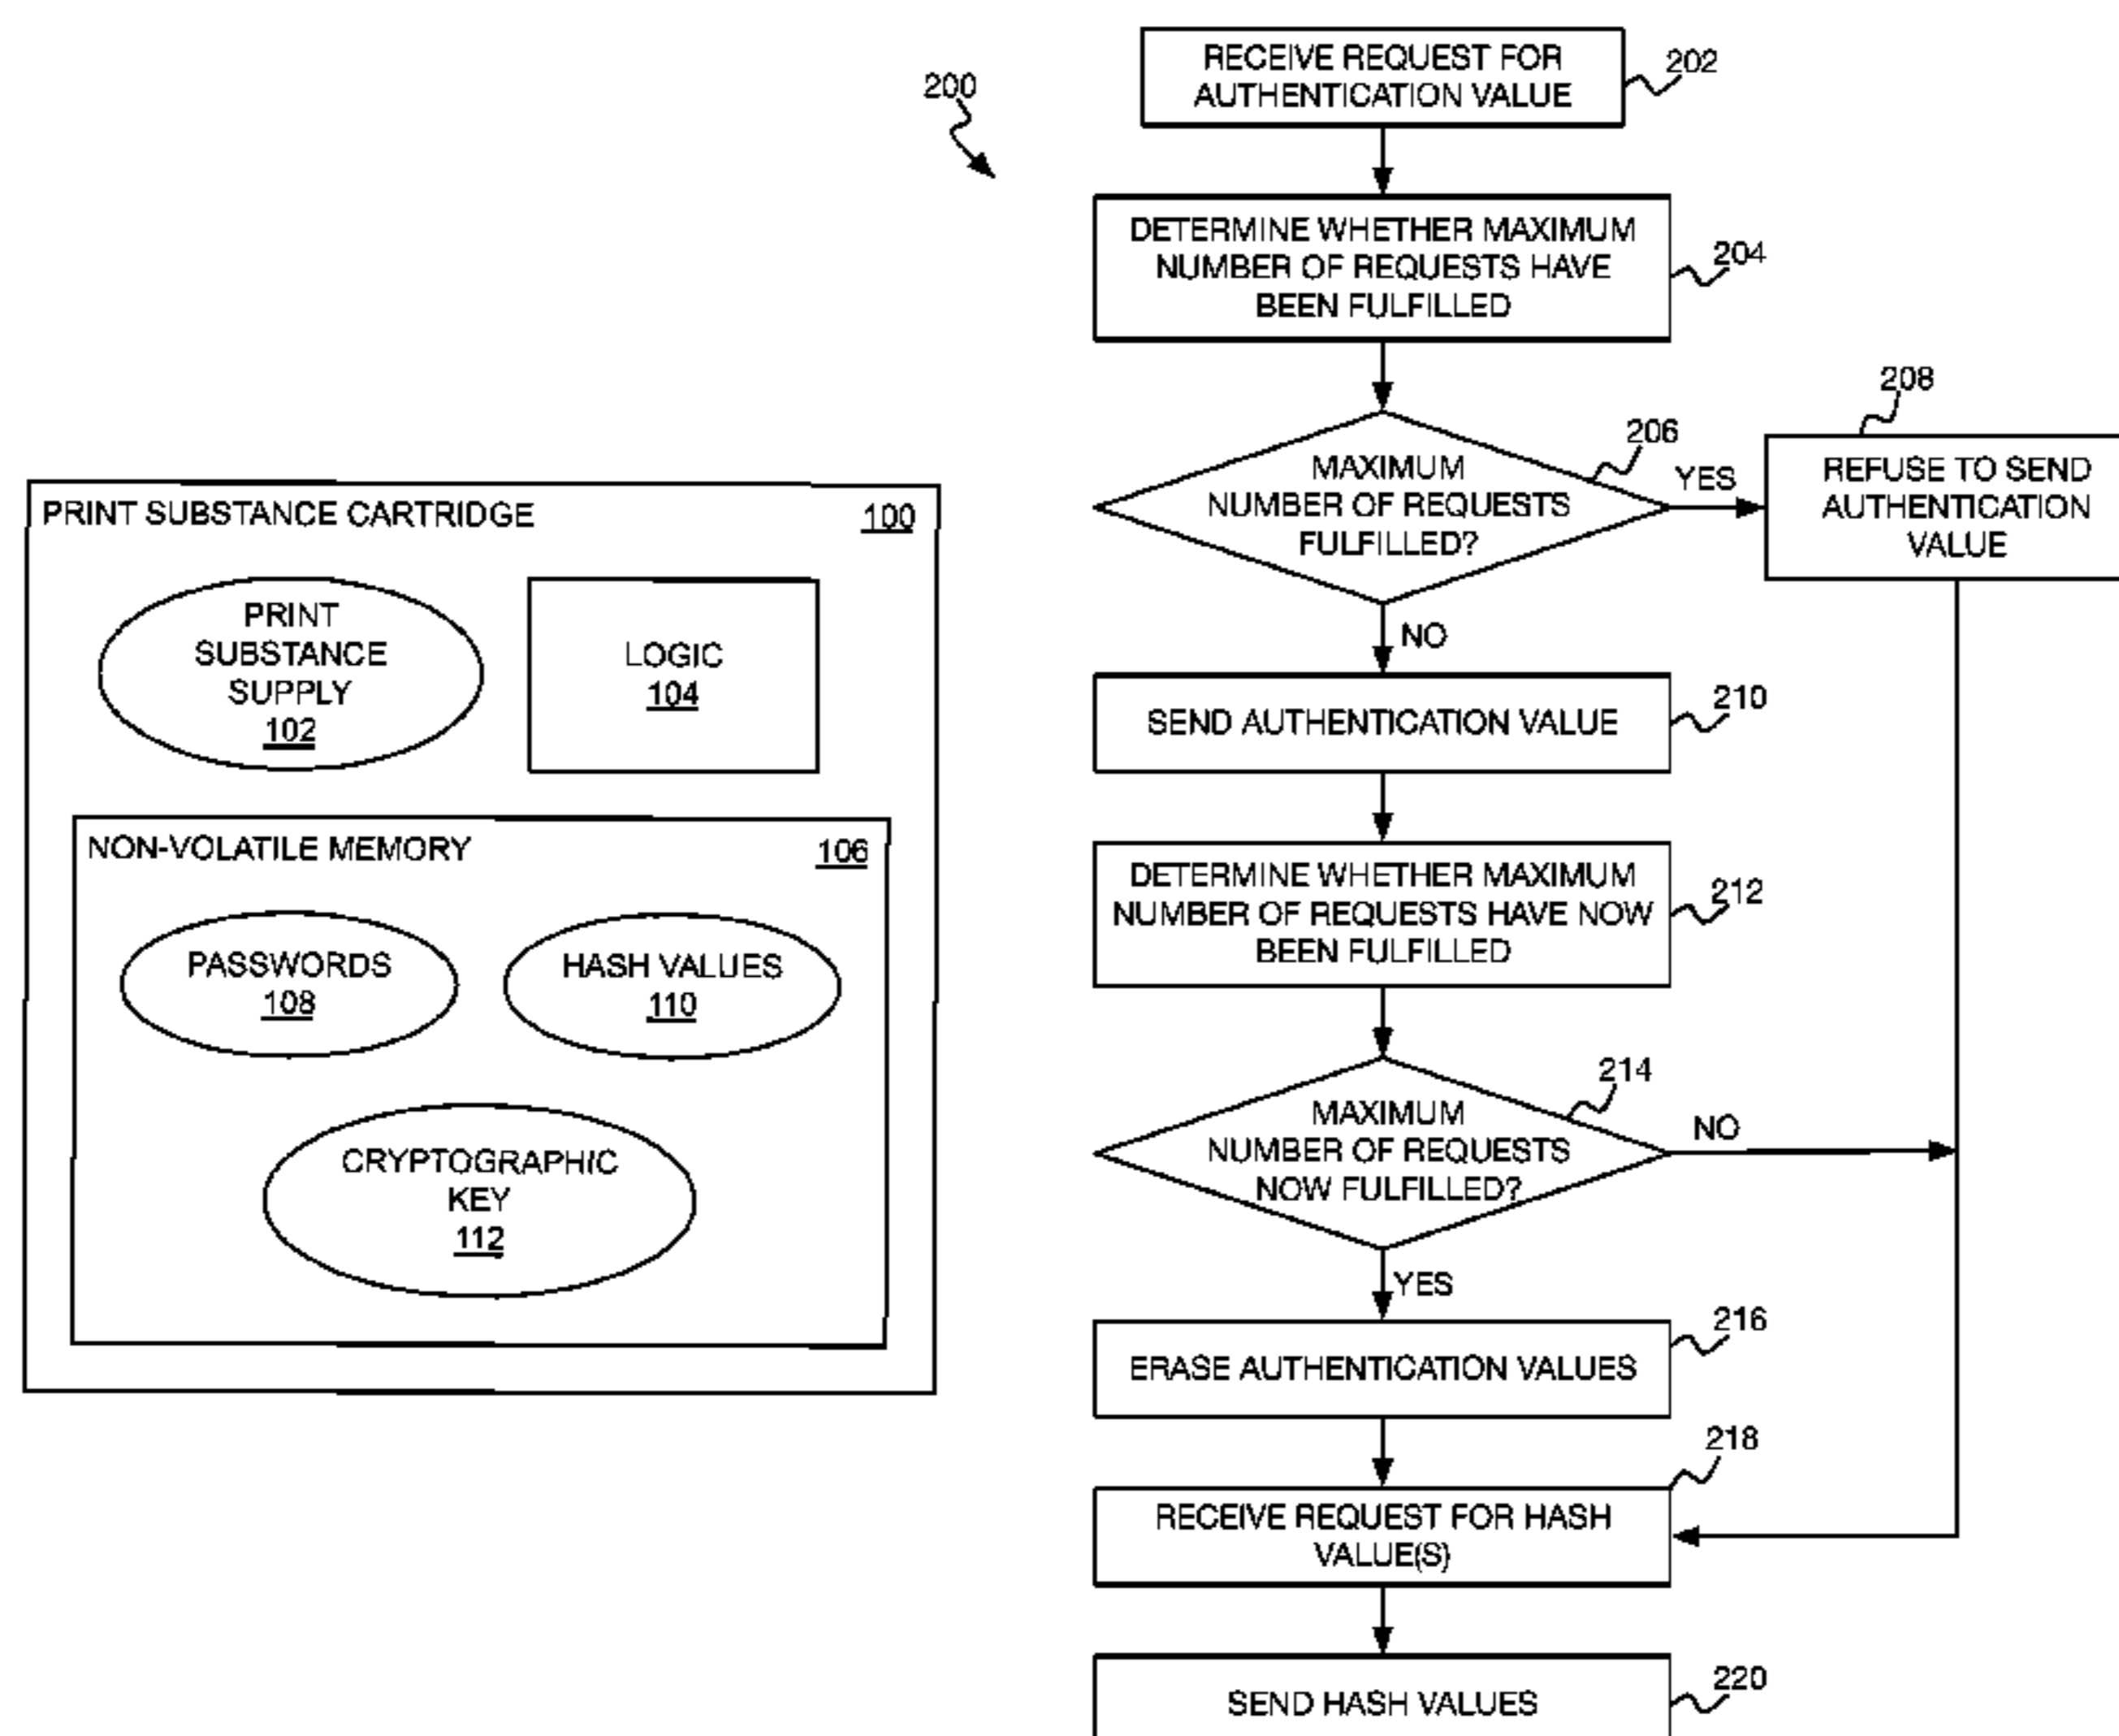 PRINT SUBSTANCE CARTRIDGE 100
PRINT
SUBSTANCE
SUPPLY
102
LOGIC
104
NON-VOLATILE MEMORY 106
PASSWORDS
108
HASH VALUES
110
CRYPTOGRAPHIC
KEY
112
200
RECEIVE REQUEST FOR
AUTHENTICATION VALUE
202
DETERMINE WHETHER MAXIMUM
NUMBER OF REQUESTS HAVE
BEEN FULFILLED
204
MAXIMUM
NUMBER OF REQUESTS
FULFILLED?
206
YES
208
REFUSE TO SEND
AUTHENTICATION
VALUE
NO
SEND AUTHENTICATION VALUE
210
DETERMINE WHETHER MAXIMUM
NUMBER OF REQUESTS HAVE NOW
BEEN FULFILLED
212
MAXIMUM
NUMBER OF REQUESTS
NOW FULFILLED?
214
NO
YES
ERASE AUTHENTICATION VALUES
216
RECEIVE REQUEST FOR HASH
VALUE(S)
218
SEND HASH VALUES
220